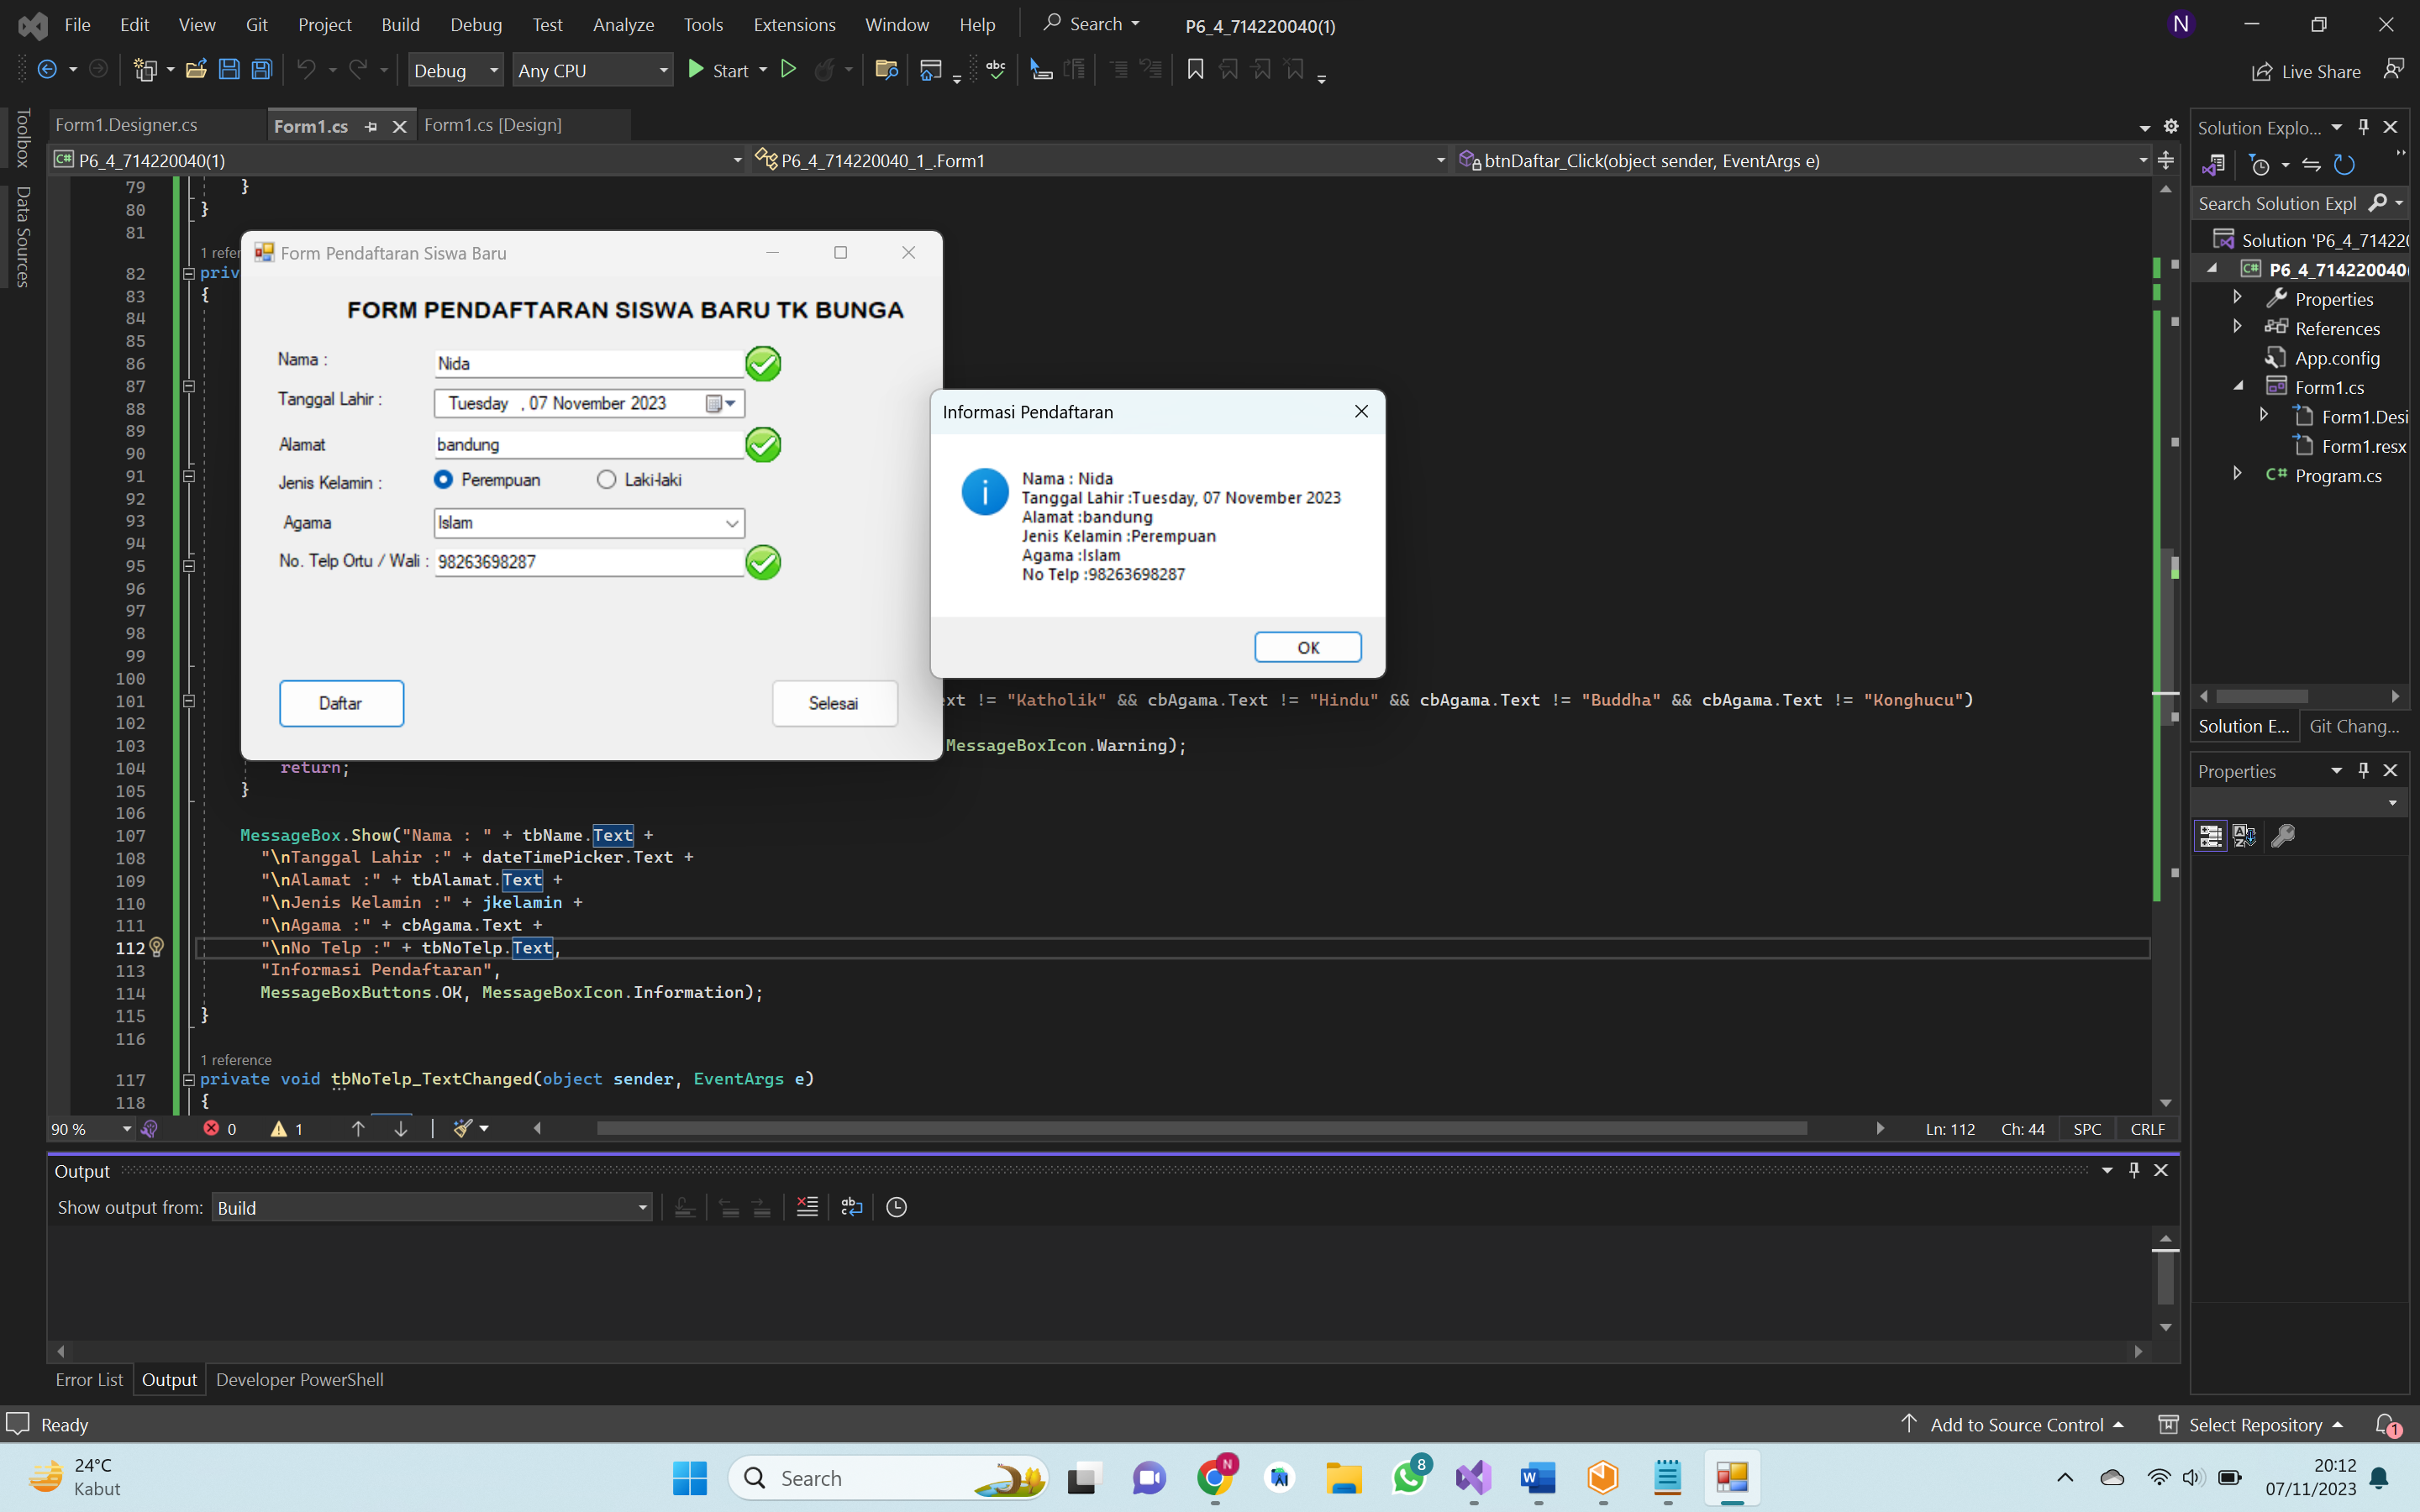 File Edit View Git Project Build Debug Test Analyze Tools Extensions Window Help Search P6_4_714220040(1) N
Debug Any CPU Start Live Share
Toolbox
Data Sources
Form1.Designer.cs Form1.cs Form1.cs [Design]
P6_4_714220040(1) P6_4_714220040_1_.Form1 btnDaftar_Click(object sender, EventArgs e)
79 }
80 }
81
1 refer
82 priv
83 {
84
85
86
87
88
89
90
91
92
93
94
95
96
97
98
99
100
101 ext != "Katholik" && cbAgama.Text != "Hindu" && cbAgama.Text != "Buddha" && cbAgama.Text != "Konghucu")
102
103 MessageBoxIcon.Warning);
104 return;
105 }
106
107 MessageBox.Show("Nama : " + tbName.Text +
108 "\nTanggal Lahir :" + dateTimePicker.Text +
109 "\nAlamat :" + tbAlamat.Text +
110 "\nJenis Kelamin :" + jkelamin +
111 "\nAgama :" + cbAgama.Text +
112 "\nNo Telp :" + tbNoTelp.Text,
113 "Informasi Pendaftaran",
114 MessageBoxButtons.OK, MessageBoxIcon.Information);
115 }
116
1 reference
117 private void tbNoTelp_TextChanged(object sender, EventArgs e)
118 {
Form Pendaftaran Siswa Baru
FORM PENDAFTARAN SISWA BARU TK BUNGA
Nama : Nida
Tanggal Lahir : Tuesday , 07 November 2023
Alamat bandung
Jenis Kelamin : Perempuan Laki-laki
Agama Islam
No. Telp Ortu / Wali : 98263698287
Daftar Selesai
Informasi Pendaftaran
Nama : Nida
Tanggal Lahir :Tuesday, 07 November 2023
Alamat :bandung
Jenis Kelamin :Perempuan
Agama :Islam
No Telp :98263698287
OK
90 % 0 1 Ln: 112 Ch: 44 SPC CRLF
Output
Show output from: Build
Error List Output Developer PowerShell
Solution Explo...
Search Solution Expl
Solution 'P6_4_71422
P6_4_714220040
Properties
References
App.config
Form1.cs
Form1.Desi
Form1.resx
C# Program.cs
Solution E... Git Chang...
Properties
Ready Add to Source Control Select Repository 1
24°C
Kabut
Search
8
20:12
07/11/2023